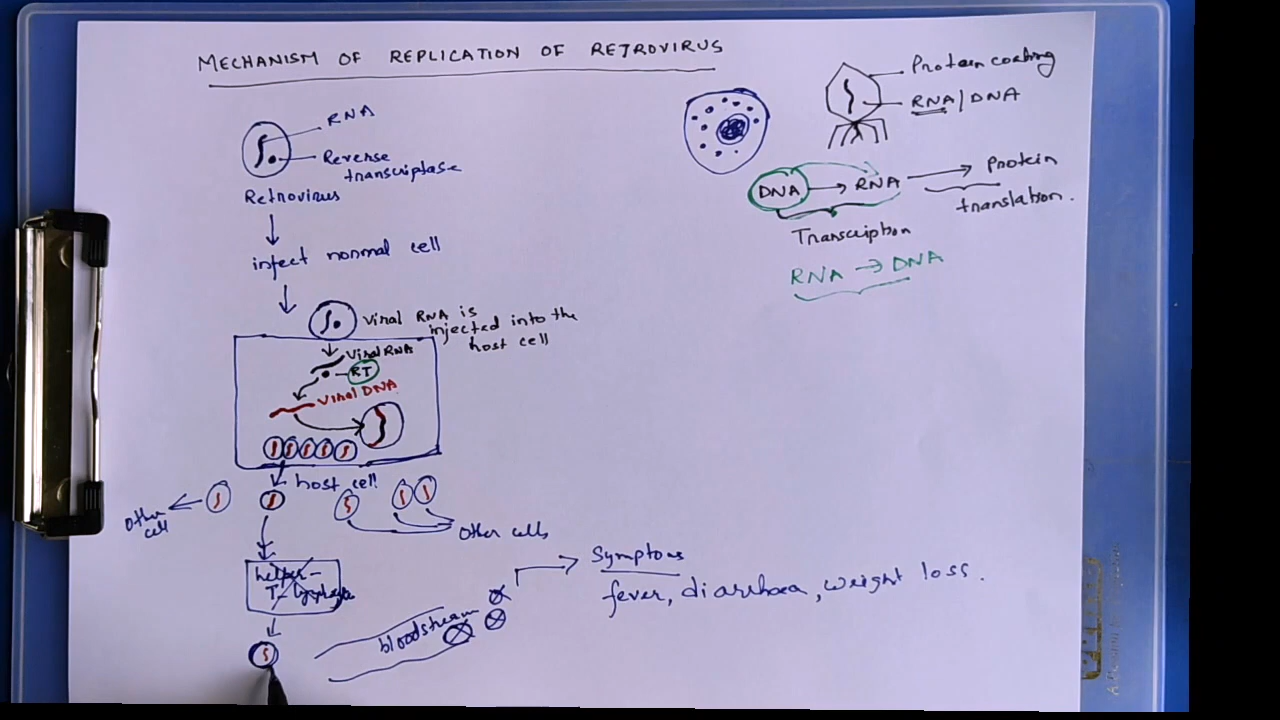 MECHANISM OF REPLICATION OF RETROVIRUS
RNA
Reverse
transcriptase
Retrovirus
infect normal cell
Viral RNA is
injected into the
host cell
Viral RNA
RT
Viral DNA
host cell
Other
cell
Other cells
helper-
T-
bloodstream
Symptoms
fever, diarrhoea, weight loss.
Protein coating
RNA/DNA
DNA → RNA → Protein
translation.
Transcription
RNA → DNA